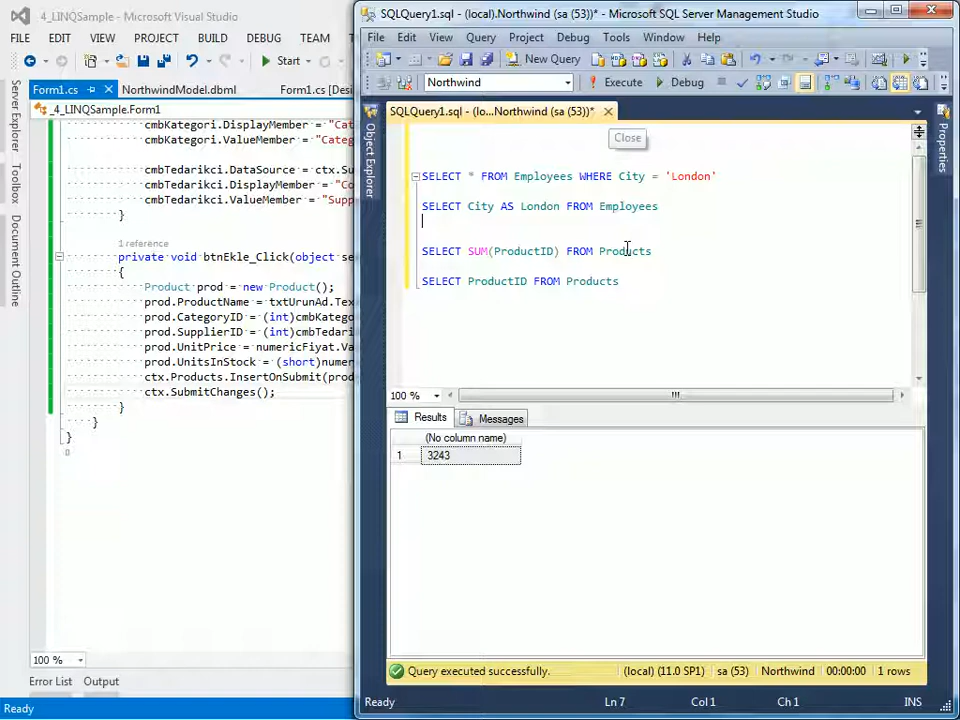 4_LINQSample - Microsoft Visual Studio
FILE EDIT VIEW PROJECT BUILD DEBUG TEAM
Start
Form1.cs NorthwindModel.dbml Form1.cs [Des
_4_LINQSample.Form1
Server Explorer
Toolbox
Document Outline
cmbKategori.DisplayMember = "Cat
cmbKategori.ValueMember = "Categ
cmbTedarikci.DataSource = ctx.Su
cmbTedarikci.DisplayMember = "Co
cmbTedarikci.ValueMember = "Supp
}
1 reference
private void btnEkle_Click(object se
{
Product prod = new Product();
prod.ProductName = txtUrunAd.Tex
prod.CategoryID = (int)cmbKatego
prod.SupplierID = (int)cmbTedari
prod.UnitPrice = numericFiyat.Va
prod.UnitsInStock = (short)numer
ctx.Products.InsertOnSubmit(prod
ctx.SubmitChanges();
}
}
}
100 %
Error List Output
Ready
SQLQuery1.sql - (local).Northwind (sa (53))* - Microsoft SQL Server Management Studio
File Edit View Query Project Debug Tools Window Help
New Query
Northwind Execute Debug
SQLQuery1.sql - (lo...Northwind (sa (53))*
Close
Object Explorer
Properties
SELECT * FROM Employees WHERE City = 'London'
SELECT City AS London FROM Employees
SELECT SUM(ProductID) FROM Products
SELECT ProductID FROM Products
100 %
Results Messages
(No column name)
1 3243
Query executed successfully. (local) (11.0 SP1) sa (53) Northwind 00:00:00 1 rows
Ready Ln 7 Col 1 Ch 1 INS